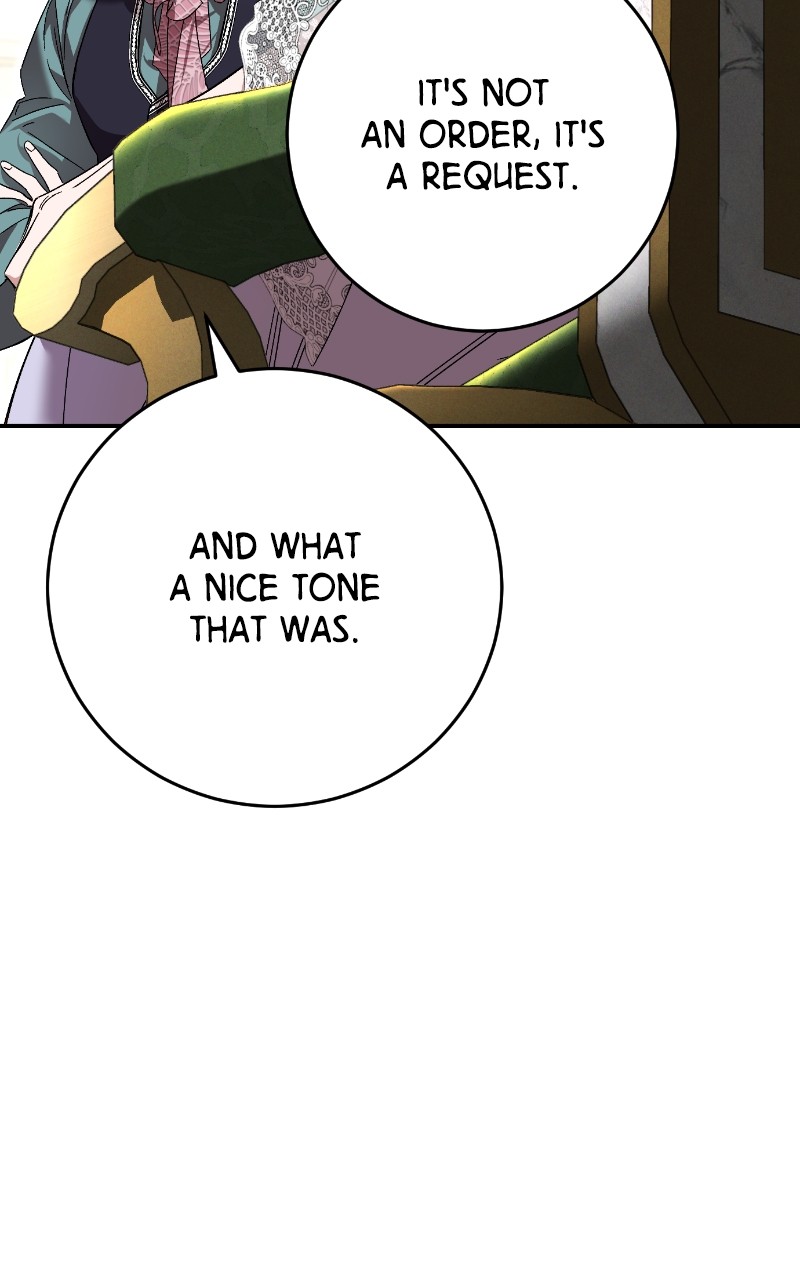 IT'S NOT
AN ORDER, IT'S
A REQUEST.
AND WHAT
A NICE TONE
THAT WAS.